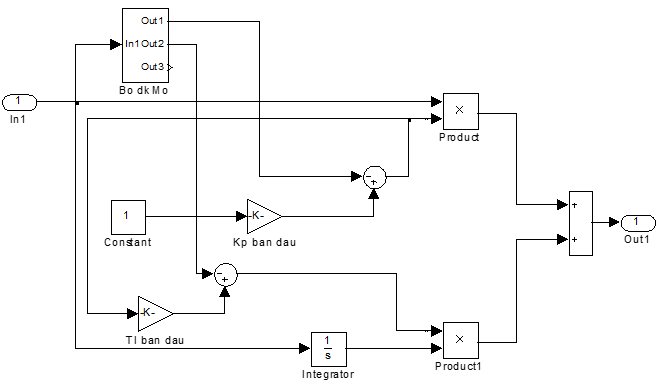 Out1
In1 Out2
Out3
Bo dk Mo
1
In1
×
Product
-
+
1
Constant
-K-
Kp ban dau
+
+
1
Out1
-
+
-K-
TI ban dau
1
s
Integrator
×
Product1